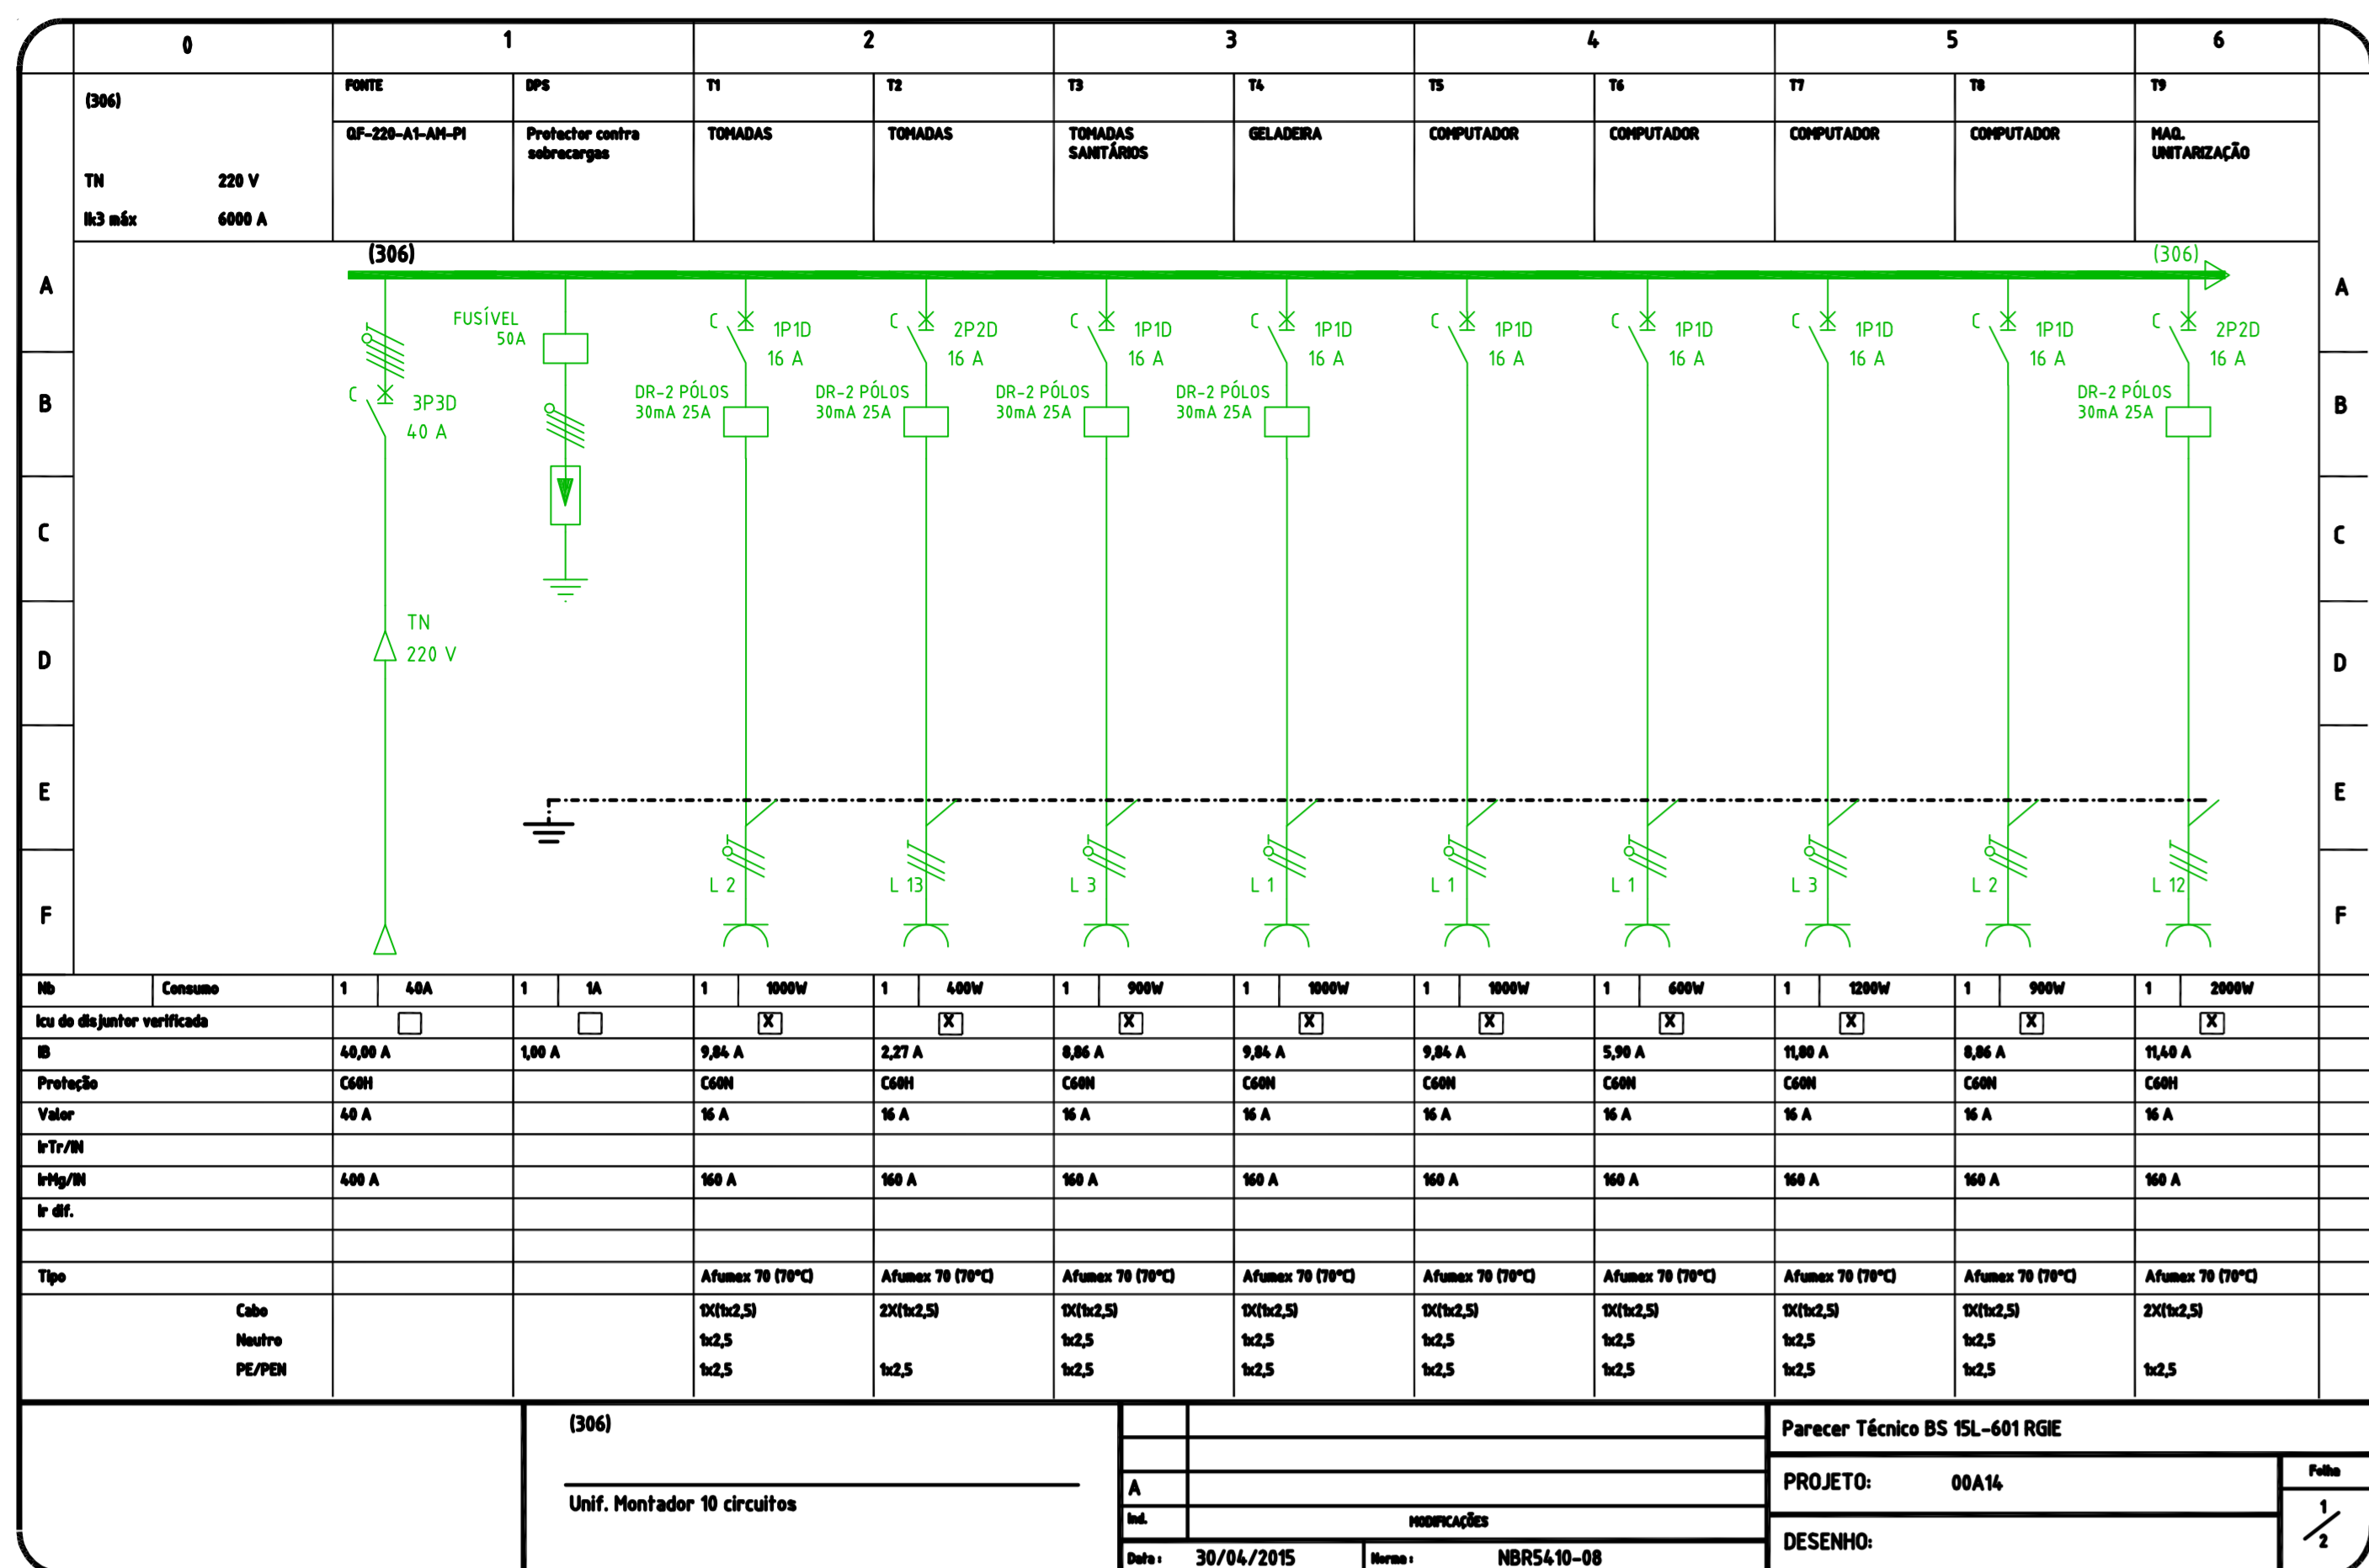 0 1 2 3 4 5 6
(306)
TN 220 V
Ik3 máx 6000 A
FONTE DPS T1 T2 T3 T4 T5 T6 T7 T8 T9
QF-220-A1-AM-PI Protector contra TOMADAS TOMADAS TOMADAS GELADEIRA COMPUTADOR COMPUTADOR COMPUTADOR COMPUTADOR MAQ.
sobrecargas SANITÁRIOS UNITARIZAÇÃO
(306) (306)
A A
FUSÍVEL C C C C C C C C C
50A 1P1D 2P2D 1P1D 1P1D 1P1D 1P1D 1P1D 1P1D 2P2D
16 A 16 A 16 A 16 A 16 A 16 A 16 A 16 A 16 A
C 3P3D DR-2 PÓLOS DR-2 PÓLOS DR-2 PÓLOS DR-2 PÓLOS DR-2 PÓLOS
B 40 A 30mA 25A 30mA 25A 30mA 25A 30mA 25A 30mA 25A B
C C
TN
D 220 V D
E E
L 2 L 13 L 3 L 1 L 1 L 1 L 3 L 2 L 12
F F
Nb Consumo 1 40A 1 1A 1 1000W 1 400W 1 900W 1 1000W 1 1000W 1 600W 1 1200W 1 900W 1 2000W
Icu do disjuntor verificada X X X X X X X X X
IB 40,00 A 1,00 A 9,84 A 2,27 A 8,86 A 9,84 A 9,84 A 5,90 A 11,80 A 8,86 A 11,40 A
Proteção C60H C60N C60H C60N C60N C60N C60N C60N C60N C60H
Valor 40 A 16 A 16 A 16 A 16 A 16 A 16 A 16 A 16 A 16 A
IrTr/IN
IrMg/IN 400 A 160 A 160 A 160 A 160 A 160 A 160 A 160 A 160 A 160 A
Ir dif.
Tipo Afumex 70 (70°C) Afumex 70 (70°C) Afumex 70 (70°C) Afumex 70 (70°C) Afumex 70 (70°C) Afumex 70 (70°C) Afumex 70 (70°C) Afumex 70 (70°C) Afumex 70 (70°C)
Cabo 1X(1x2,5) 2X(1x2,5) 1X(1x2,5) 1X(1x2,5) 1X(1x2,5) 1X(1x2,5) 1X(1x2,5) 1X(1x2,5) 2X(1x2,5)
Neutro 1x2,5 1x2,5 1x2,5 1x2,5 1x2,5 1x2,5 1x2,5
PE/PEN 1x2,5 1x2,5 1x2,5 1x2,5 1x2,5 1x2,5 1x2,5 1x2,5 1x2,5
(306)
Unif. Montador 10 circuitos
A
Ind. MODIFICAÇÕES
Data : 30/04/2015 Norma : NBR5410-08
Parecer Técnico BS 15L-601 RGIE
PROJETO: 00A14
DESENHO:
Folha
1/2